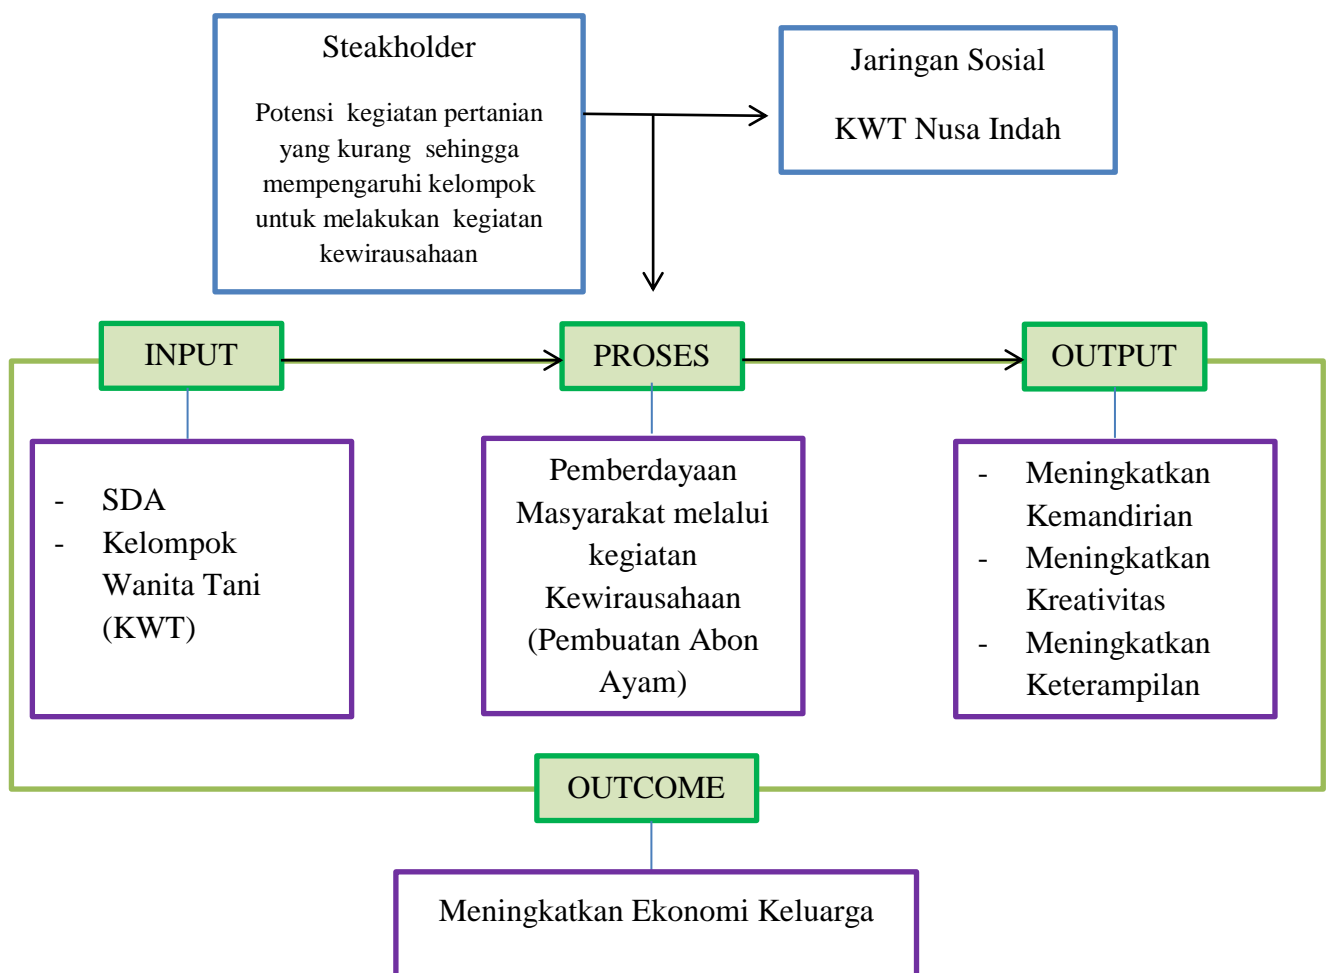 Steakholder
Potensi kegiatan pertanian
yang kurang sehingga
mempengaruhi kelompok
untuk melakukan kegiatan
kewirausahaan
Jaringan Sosial
KWT Nusa Indah
INPUT
PROSES
OUTPUT
- SDA
- Kelompok
Wanita Tani
(KWT)
Pemberdayaan
Masyarakat melalui
kegiatan
Kewirausahaan
(Pembuatan Abon
Ayam)
- Meningkatkan
Kemandirian
- Meningkatkan
Kreativitas
- Meningkatkan
Keterampilan
OUTCOME
Meningkatkan Ekonomi Keluarga